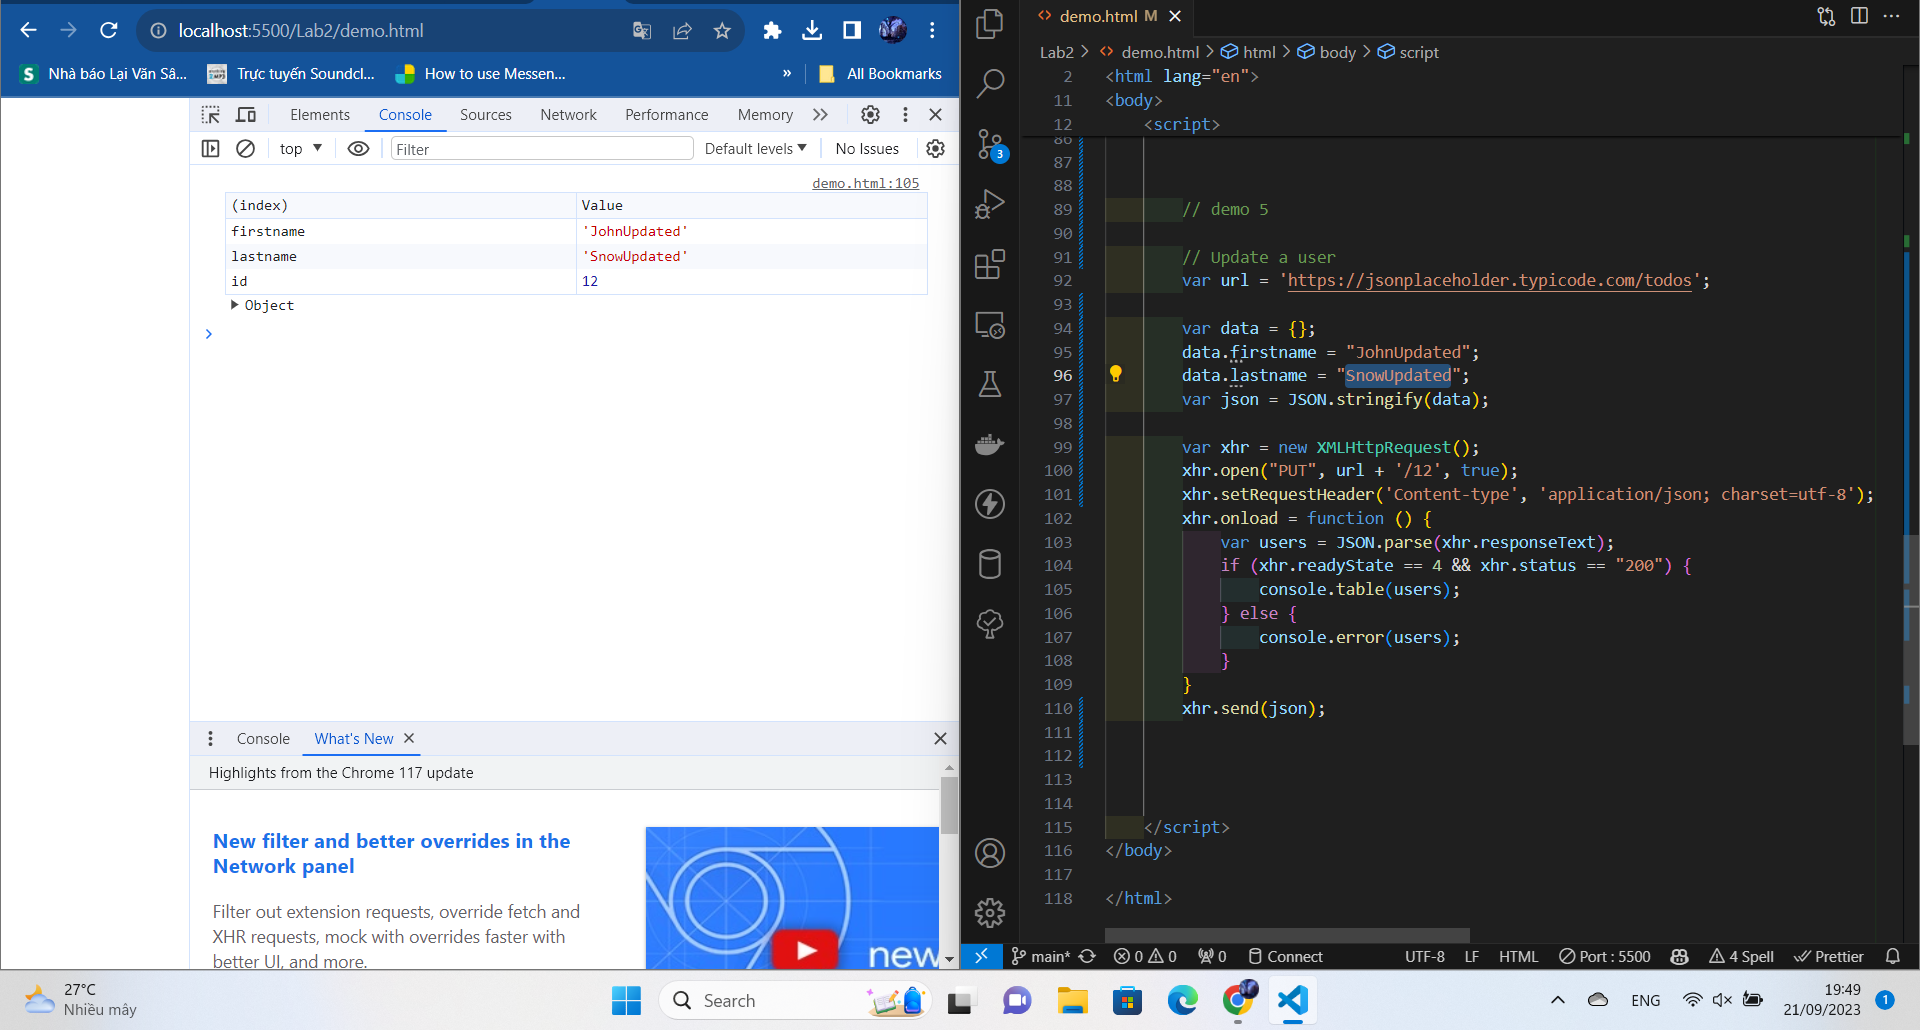 localhost:5500/Lab2/demo.html
Nhà báo Lại Văn Sâ... Trực tuyến Soundcl... How to use Messen... » All Bookmarks
Elements Console Sources Network Performance Memory
top Filter Default levels No Issues
demo.html:105
(index) Value
firstname 'JohnUpdated'
lastname 'SnowUpdated'
id 12
Object
Console What's New
Highlights from the Chrome 117 update
New filter and better overrides in the
Network panel
Filter out extension requests, override fetch and
XHR requests, mock with overrides faster with
better UI, and more.
new
demo.html M
Lab2 > demo.html > html > body > script
2 <html lang="en">
11 <body>
12 <script>
86
87
88
89 // demo 5
90
91 // Update a user
92 var url = 'https://jsonplaceholder.typicode.com/todos';
93
94 var data = {};
95 data.firstname = "JohnUpdated";
96 data.lastname = "SnowUpdated";
97 var json = JSON.stringify(data);
98
99 var xhr = new XMLHttpRequest();
100 xhr.open("PUT", url + '/12', true);
101 xhr.setRequestHeader('Content-type', 'application/json; charset=utf-8');
102 xhr.onload = function () {
103 var users = JSON.parse(xhr.responseText);
104 if (xhr.readyState == 4 && xhr.status == "200") {
105 console.table(users);
106 } else {
107 console.error(users);
108 }
109 }
110 xhr.send(json);
111
112
113
114
115 </script>
116 </body>
117
118 </html>
3
main* 0 0 0 Connect UTF-8 LF HTML Port : 5500 4 Spell Prettier
27°C
Nhiều mây
Search
ENG
19:49
21/09/2023
1